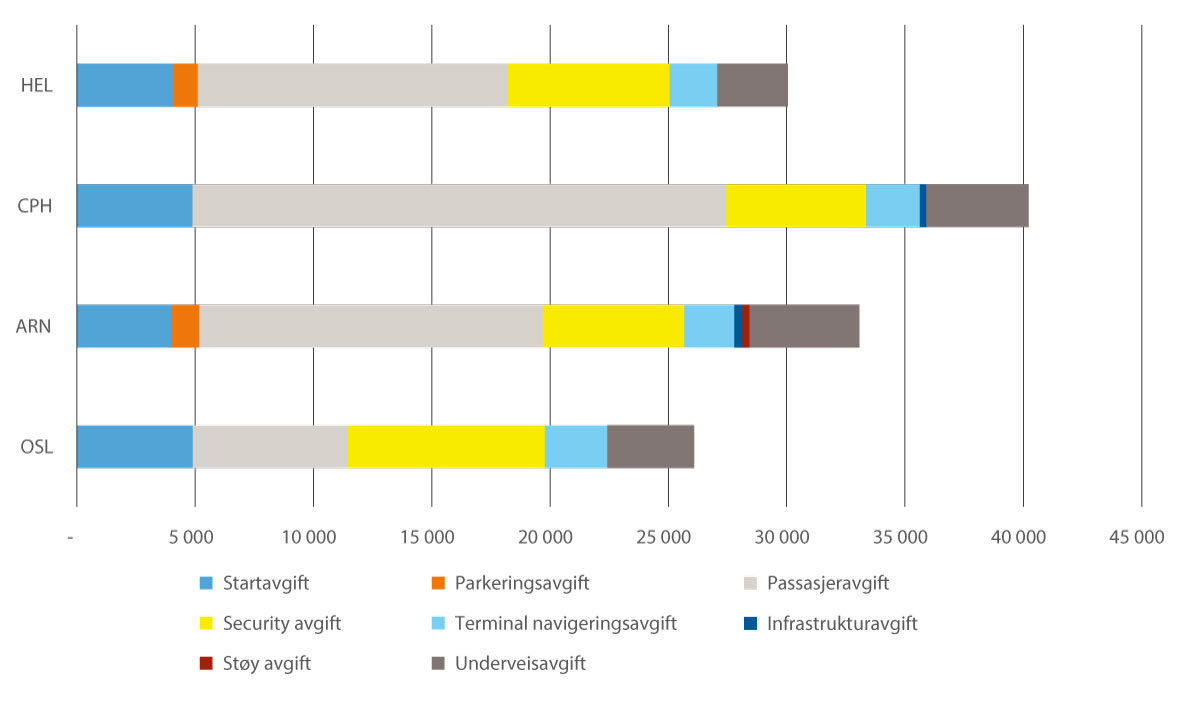 HEL
CPH
ARN
OSL
- 5 000 10 000 15 000 20 000 25 000 30 000 35 000 40 000 45 000
Startavgift Parkeringsavgift Passasjeravgift
Security avgift Terminal navigeringsavgift Infrastrukturavgift
Støy avgift Underveisavgift